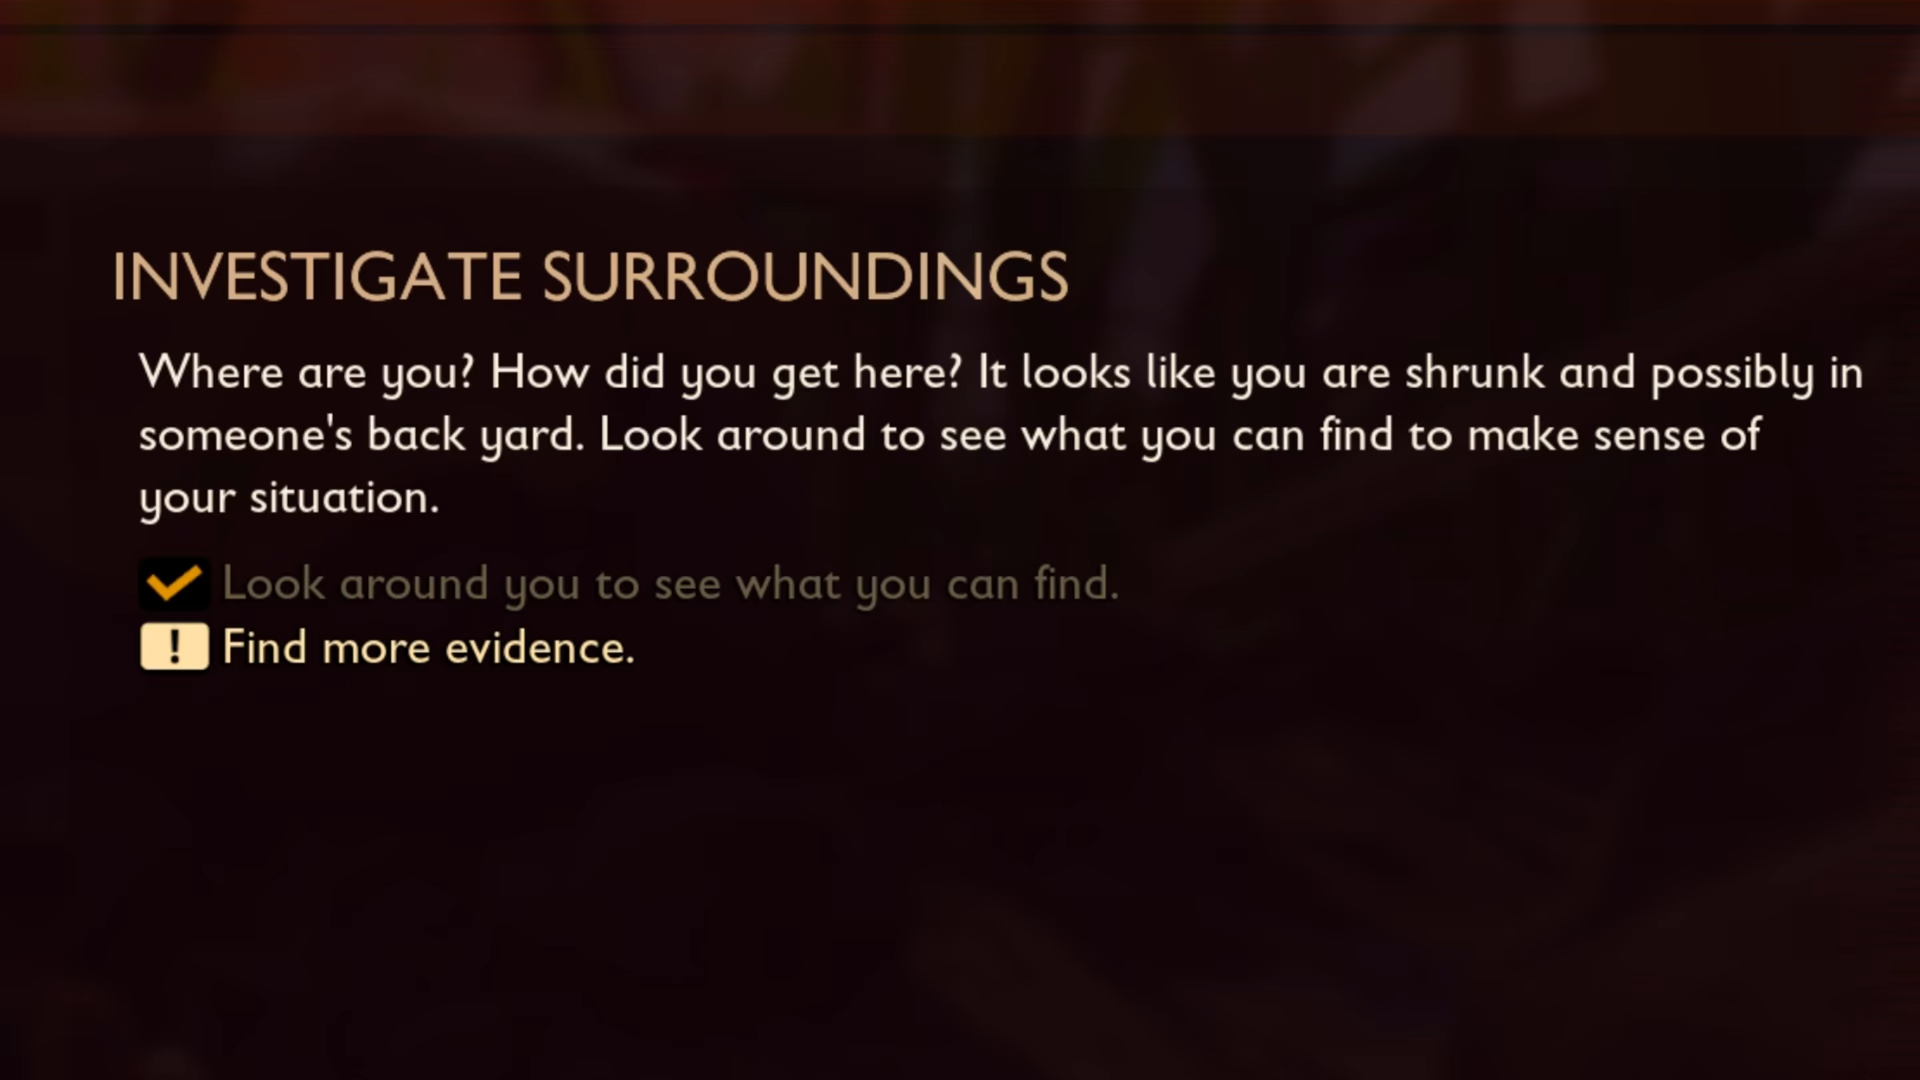 INVESTIGATE SURROUNDINGS
Where are you? How did you get here? It looks like you are shrunk and possibly in
someone's back yard. Look around to see what you can find to make sense of
your situation.
Look around you to see what you can find.
! Find more evidence.